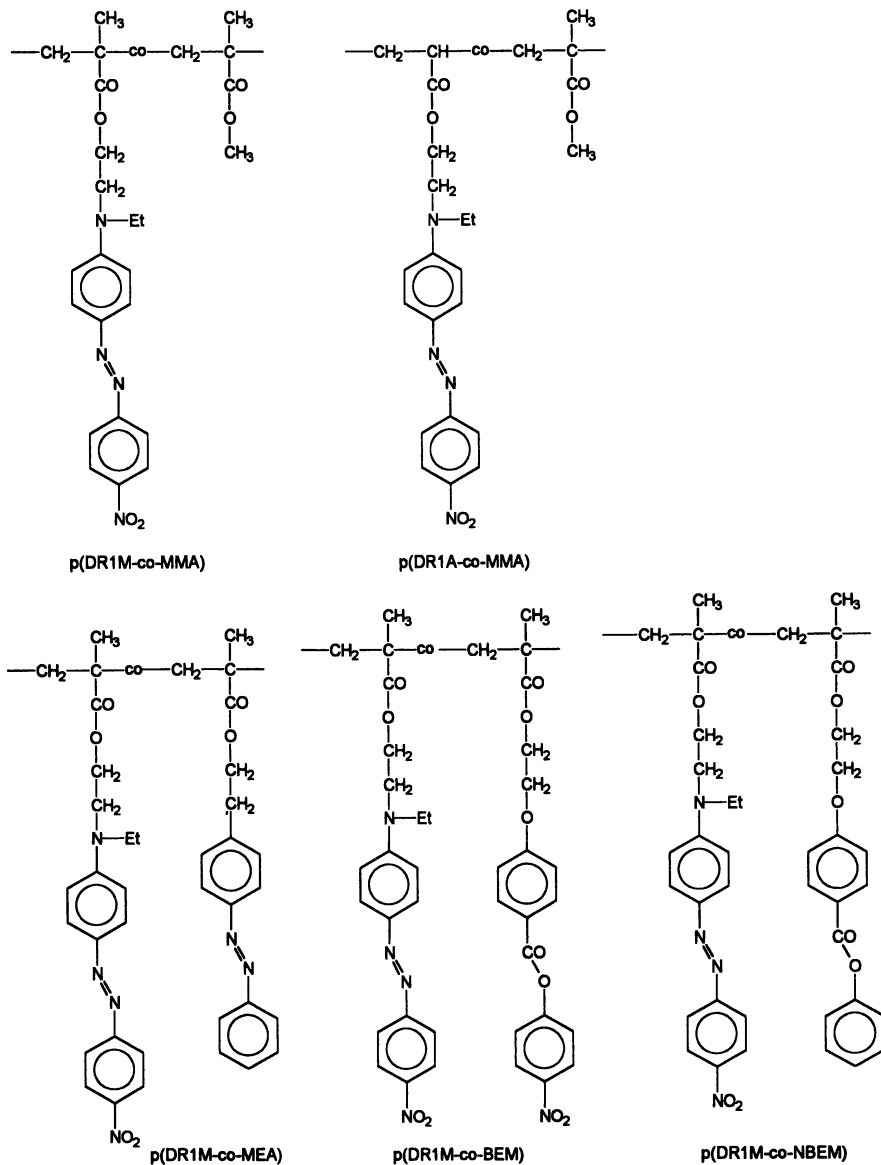 CH₃ CH₃
CH₂ C co CH₂ C
CO CO
O O
CH₂ CH₃
CH₂
N Et
N
N
NO₂
p(DR1M-co-MMA)
CH₃
CH₂ CH co CH₂ C
CO CO
O O
CH₂ CH₃
CH₂
N Et
N
N
NO₂
p(DR1A-co-MMA)
CH₃ CH₃
CH₂ C co CH₂ C
CO CO
O O
CH₂ CH₂
CH₂ CH₂
N Et
N N
N N
NO₂
p(DR1M-co-MEA)
CH₃ CH₃
CH₂ C co CH₂ C
CO CO
O O
CH₂ CH₂
CH₂ CH₂
N Et O
N CO
N O
NO₂ NO₂
p(DR1M-co-BEM)
CH₃ CH₃
CH₂ C co CH₂ C
CO CO
O O
CH₂ CH₂
CH₂ CH₂
N Et O
N CO
N O
NO₂
p(DR1M-co-NBEM)